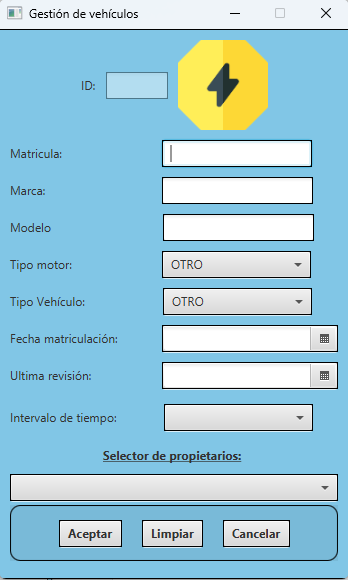 Gestión de vehículos
ID:
Matricula:
Marca:
Modelo
Tipo motor: OTRO
Tipo Vehículo: OTRO
Fecha matriculación:
Ultima revisión:
Intervalo de tiempo:
Selector de propietarios:
Aceptar Limpiar Cancelar